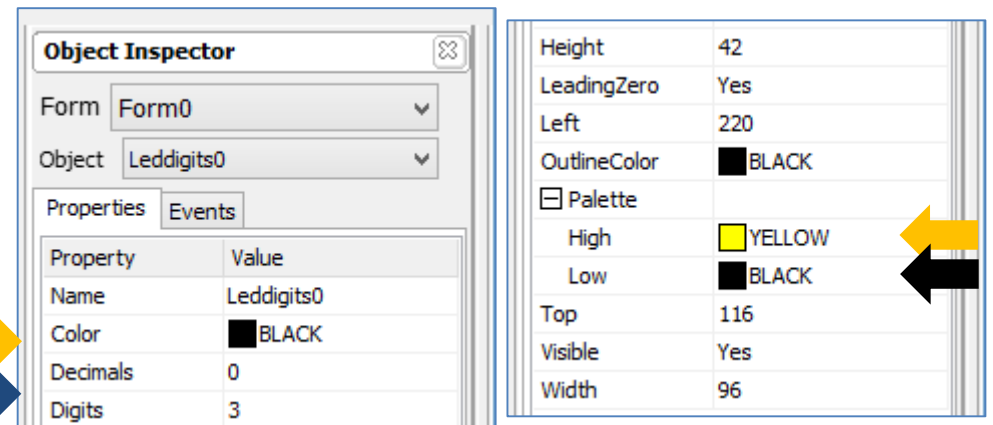 Object Inspector
Form Form0
Object Leddigits0
Properties Events
Property Value
Name Leddigits0
Color BLACK
Decimals 0
Digits 3
Height 42
LeadingZero Yes
Left 220
OutlineColor BLACK
Palette
High YELLOW
Low BLACK
Top 116
Visible Yes
Width 96